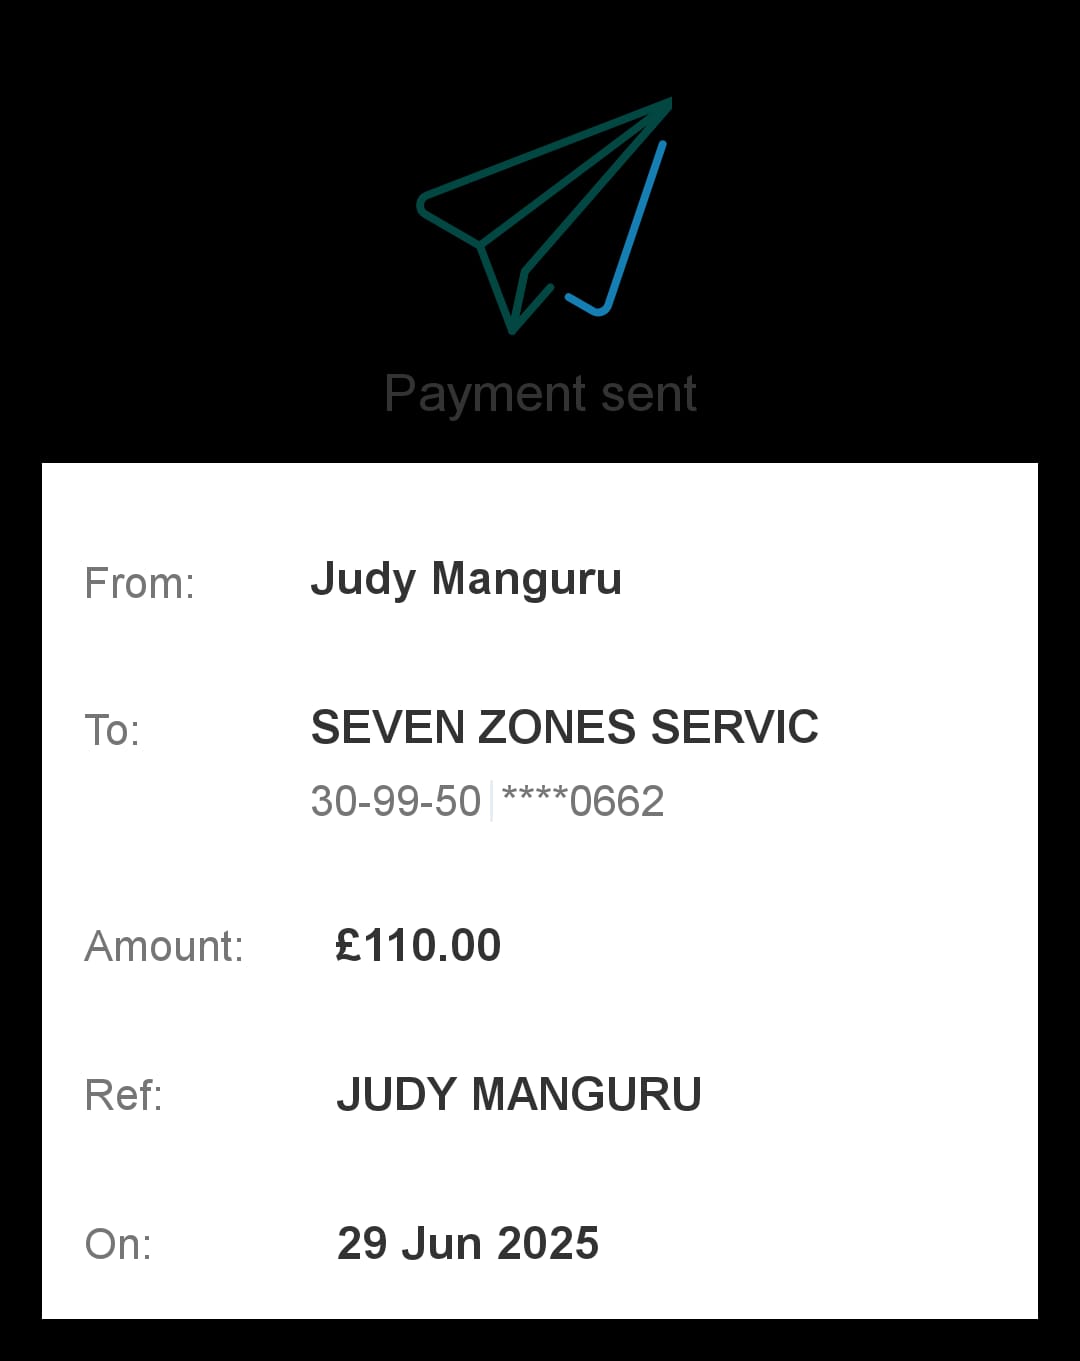 Payment sent
From: Judy Manguru
To: SEVEN ZONES SERVIC
30-99-50 ****0662
Amount: £110.00
Ref: JUDY MANGURU
On: 29 Jun 2025